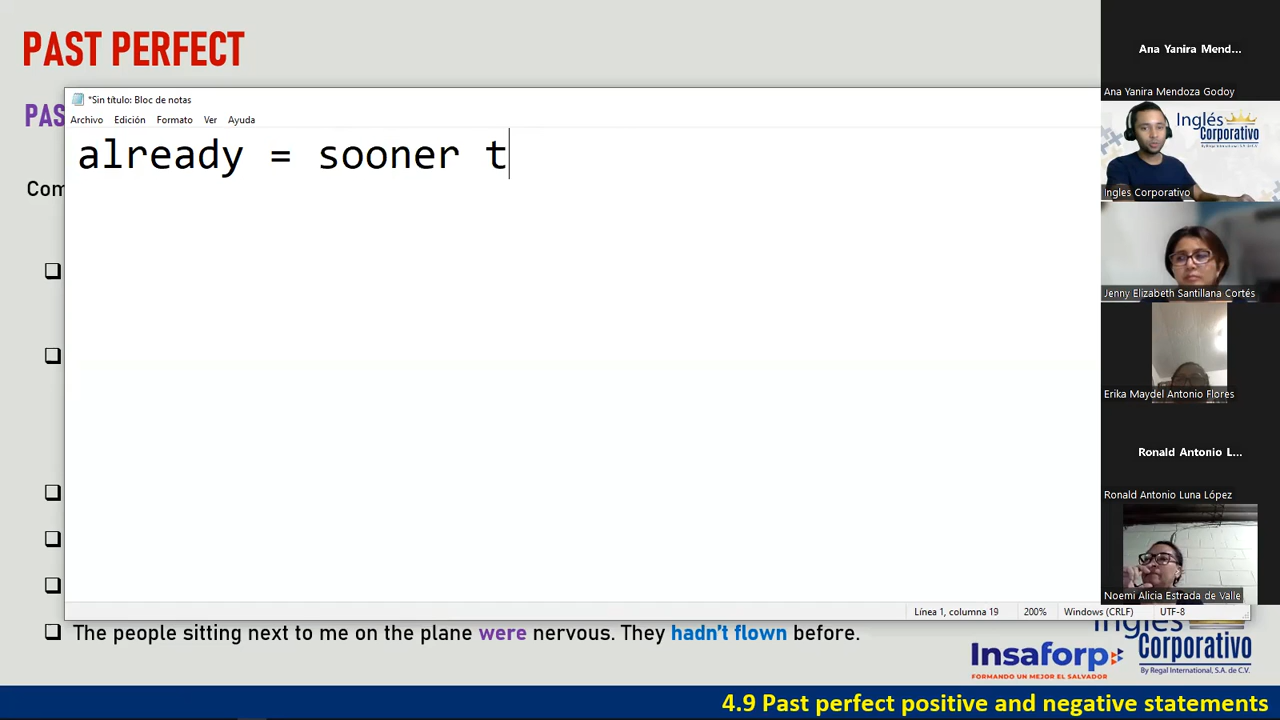 PAST PERFECT
PAS
*Sin título: Bloc de notas
Archivo Edición Formato Ver Ayuda
already = sooner t
Com
Línea 1, columna 19 200% Windows (CRLF) UTF-8
The people sitting next to me on the plane were nervous. They hadn't flown before.
Insaforp
FORMANDO UN MEJOR EL SALVADOR
Inglés
Corporativo
By Regal International, S.A. de C.V.
4.9 Past perfect positive and negative statements
Ana Yanira Mend...
Ana Yanira Mendoza Godoy
Inglés
Corporativo
Ingles Corporativo
Jenny Elizabeth Santillana Cortés
Erika Maydel Antonio Flores
Ronald Antonio L...
Ronald Antonio Luna López
Noemi Alicia Estrada de Valle